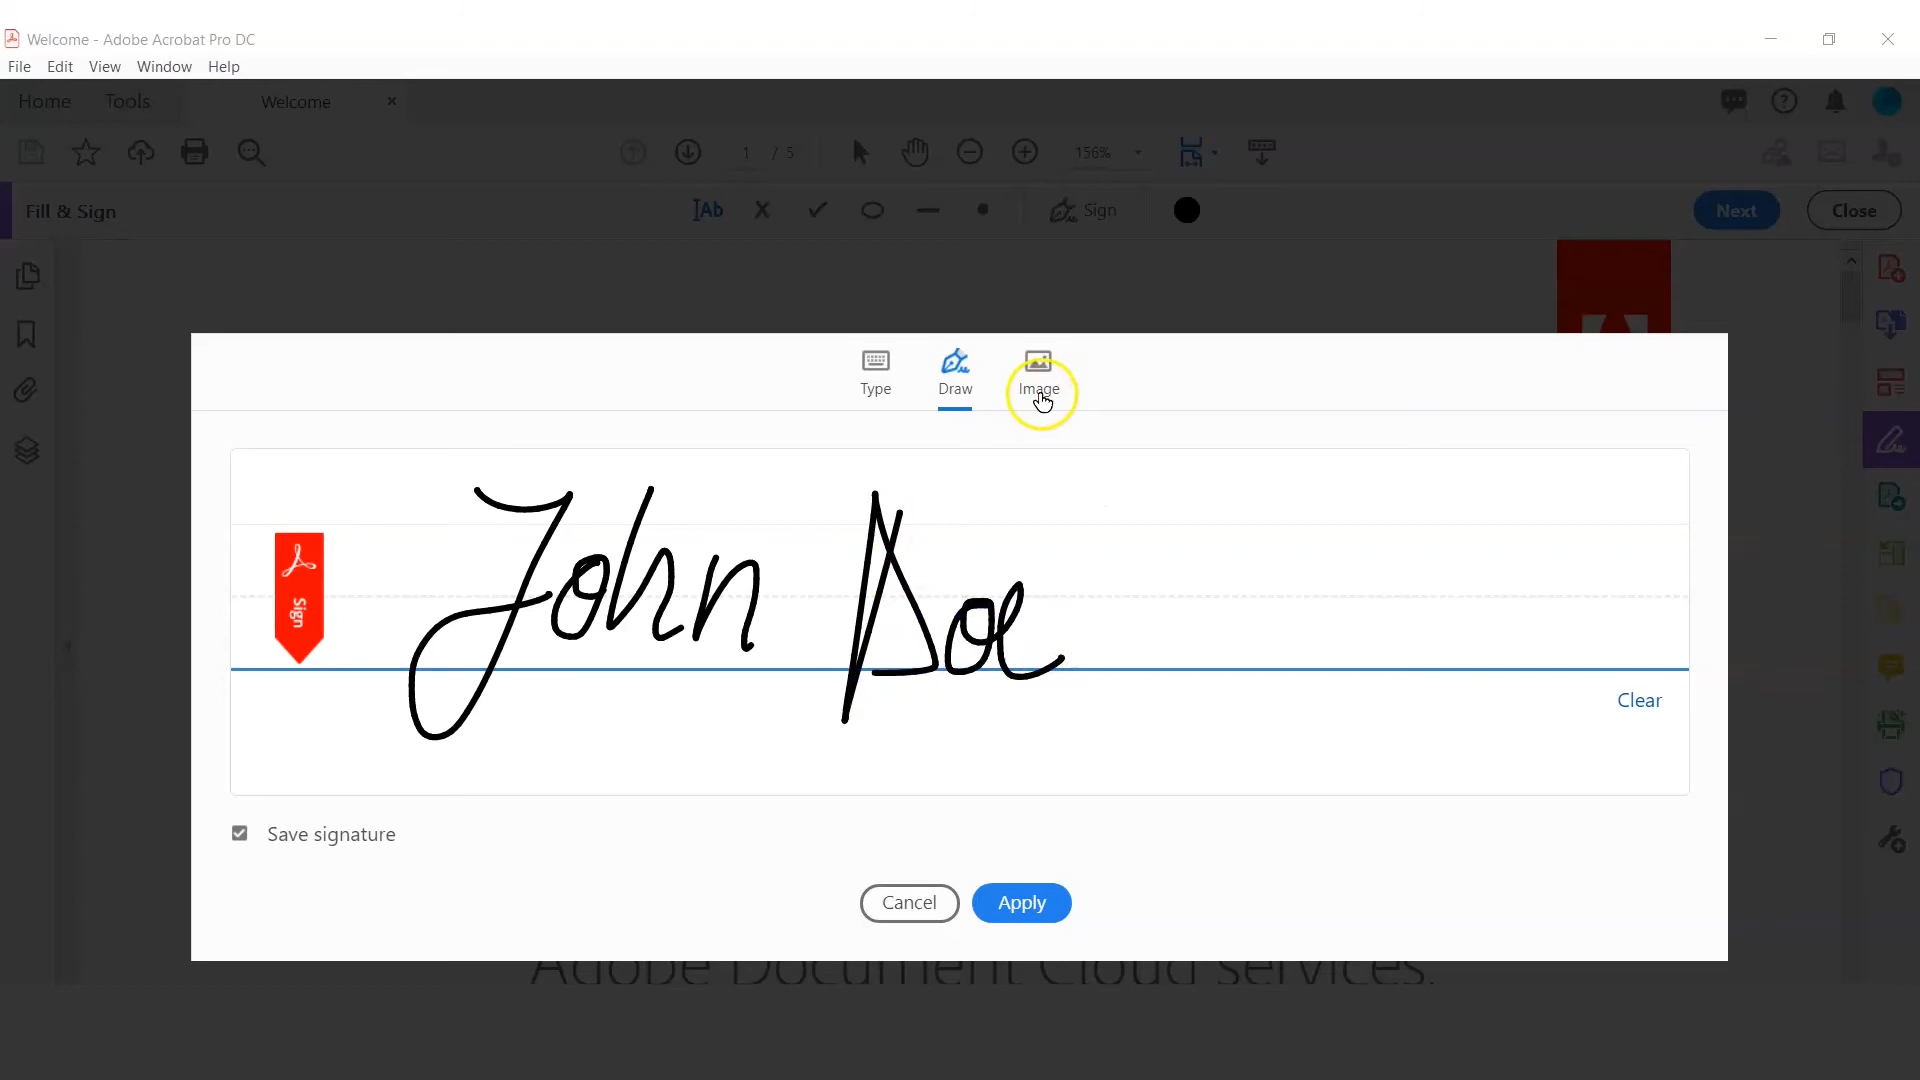 Welcome - Adobe Acrobat Pro DC
File Edit View Window Help
Home Tools Welcome
1 / 5 156%
Fill & Sign Ab Sign Next Close
Type Draw Image
John Doe
Sign
Clear
Save signature
Cancel Apply
Adobe Document Cloud services.